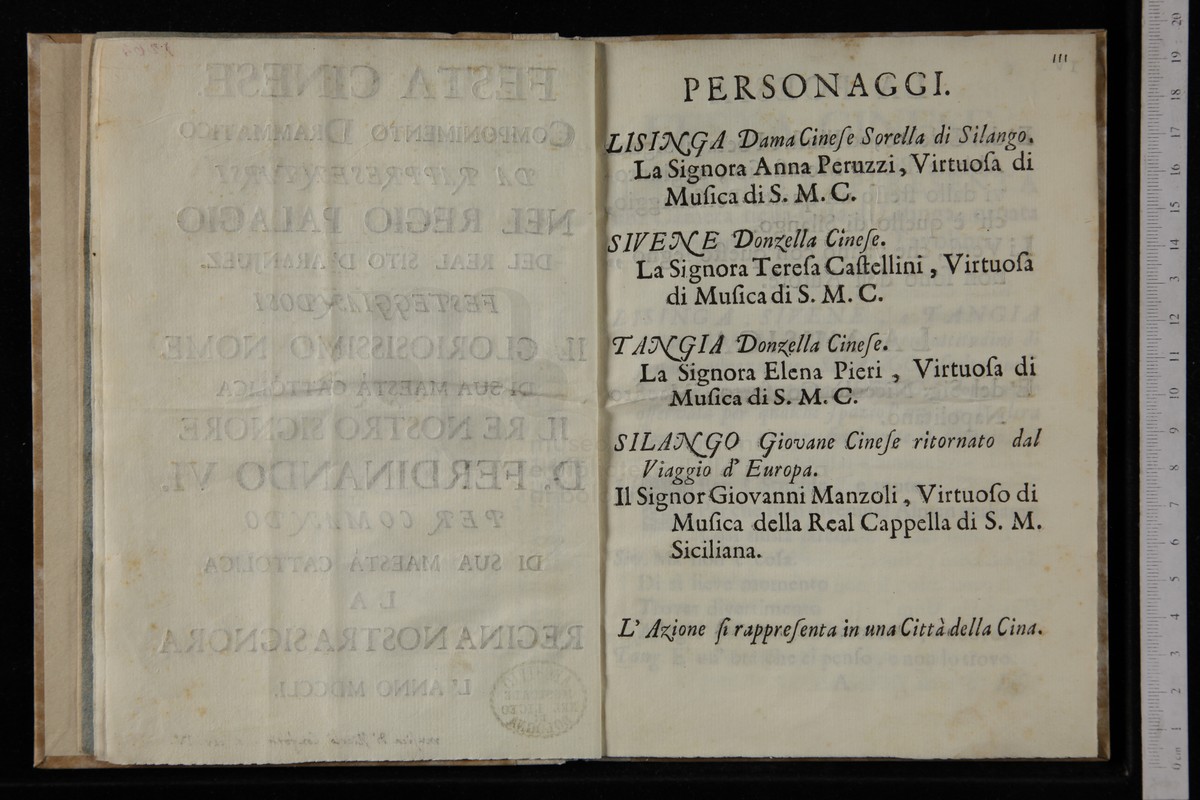 III
PERSONAGGI.
LISINGA Dama Cineſe Sorella di Silango.
La Signora Anna Peruzzi, Virtuoſa di
Muſica di S. M. C.
SIVENE Donzella Cineſe.
La Signora Tereſa Caſtellini, Virtuoſa
di Muſica di S. M. C.
TANGIA Donzella Cineſe.
La Signora Elena Pieri, Virtuoſa di
Muſica di S. M. C.
SILANGO Giovane Cineſe ritornato dal
Viaggio d' Europa.
Il Signor Giovanni Manzoli, Virtuoſo di
Muſica della Real Cappella di S. M.
Siciliana.
L' Azione ſi rappreſenta in una Città della Cina.